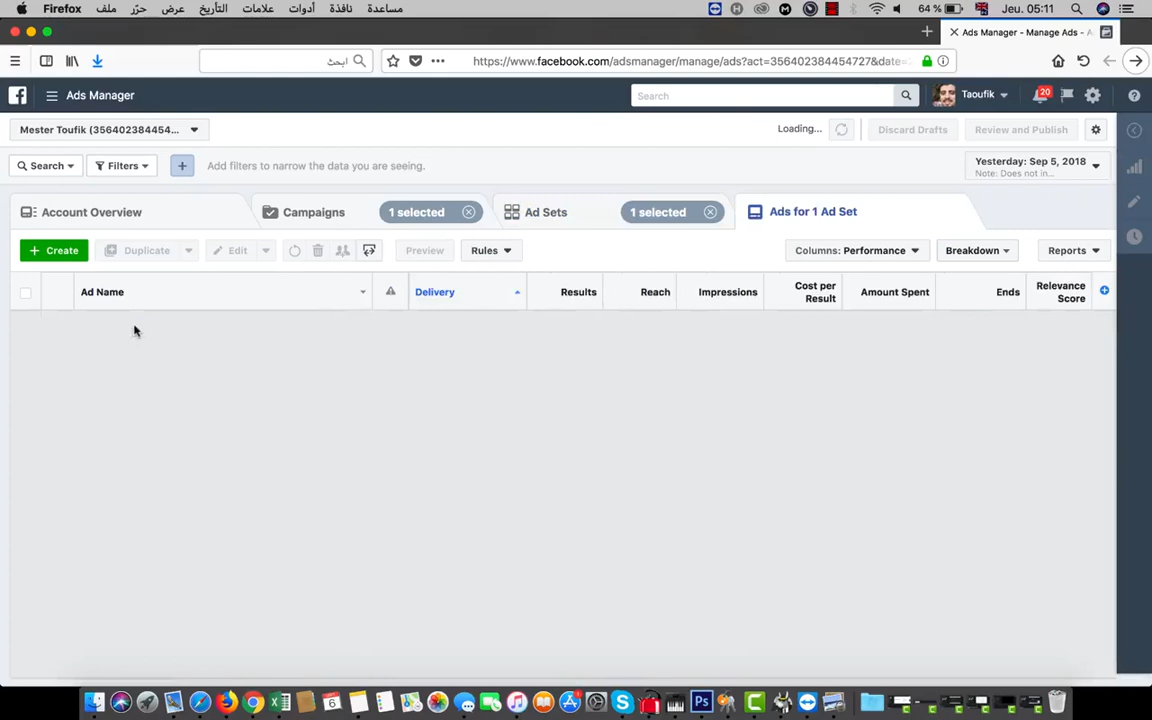 Firefox ملف حرّر عرض التأريخ علامات أدوات نافذة مساعدة 64 % Jeu. 05:11
Ads Manager - Manage Ads - A
ابحث https://www.facebook.com/adsmanager/manage/ads?act=356402384454727&date=
Ads Manager Search Taoufik 20
Mester Toufik (356402384454... Loading... Discard Drafts Review and Publish
Search Filters Add filters to narrow the data you are seeing. Yesterday: Sep 5, 2018
Note: Does not in...
Account Overview Campaigns 1 selected Ad Sets 1 selected Ads for 1 Ad Set
+ Create Duplicate Edit Preview Rules Columns: Performance Breakdown Reports
Ad Name Delivery Results Reach Impressions Cost per Result Amount Spent Ends Relevance Score
6